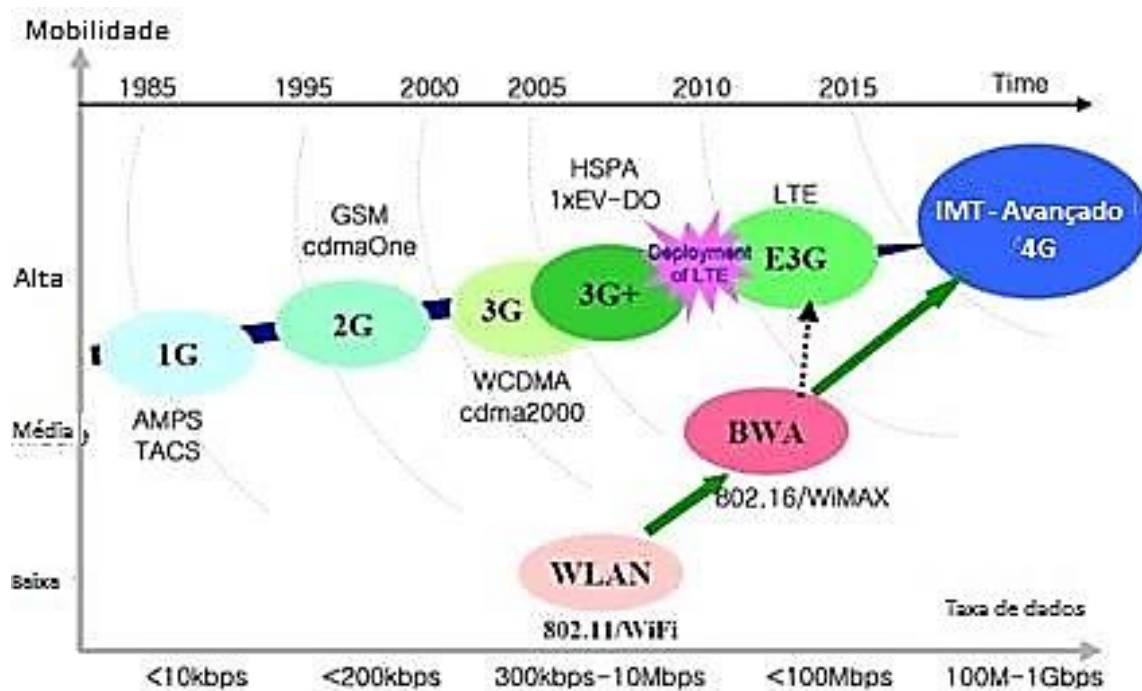 Mobilidade
1985 1995 2000 2005 2010 2015 Time
HSPA
1xEV-DO
LTE
GSM
cdmaOne
IMT-Avançado
4G
Deployment
of LTE
E3G
Alta
3G+
3G
2G
1G
WCDMA
cdma2000
AMPS
TACS
Média
BWA
802.16/WiMAX
WLAN
Baixa
Taxa de dados
802.11/WiFi
<10kbps <200kbps 300kbps-10Mbps <100Mbps 100M-1Gbps